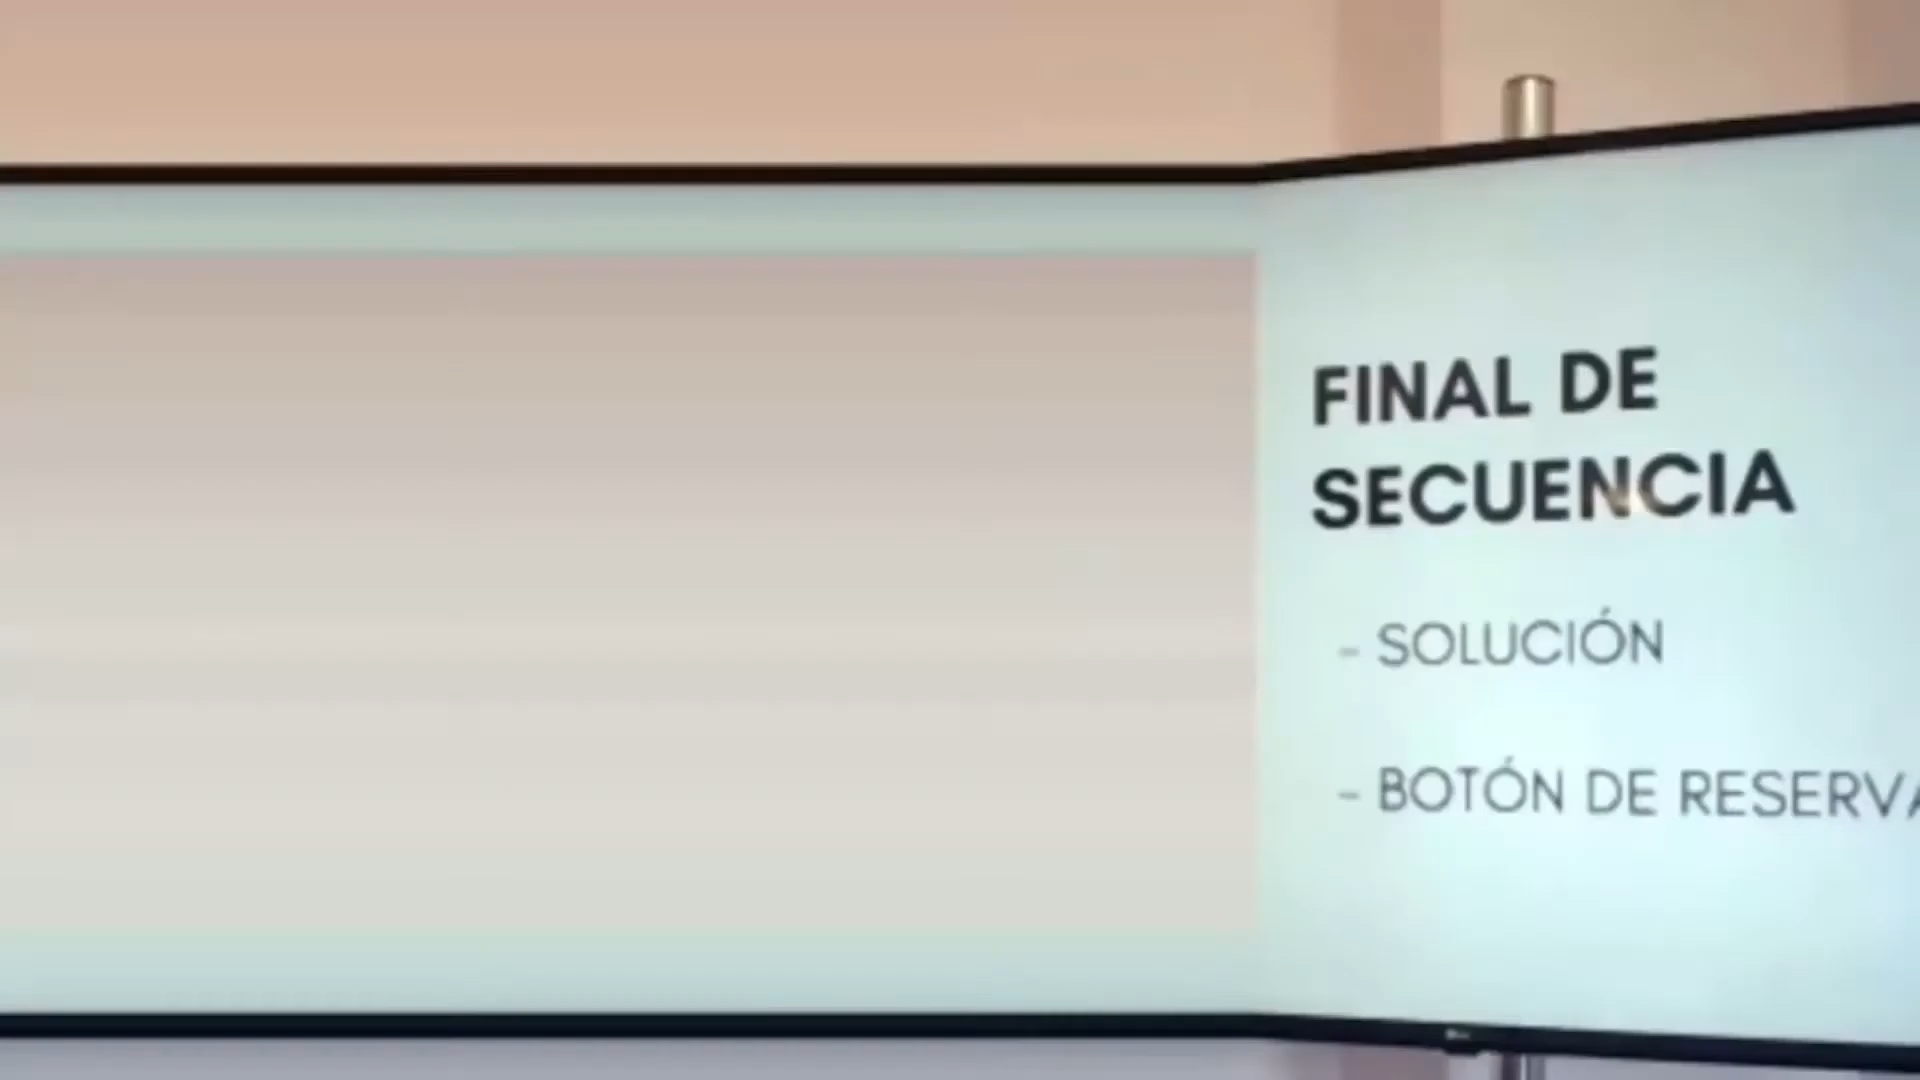 FINAL DE
SECUENCIA
- SOLUCIÓN
- BOTÓN DE RESERVA